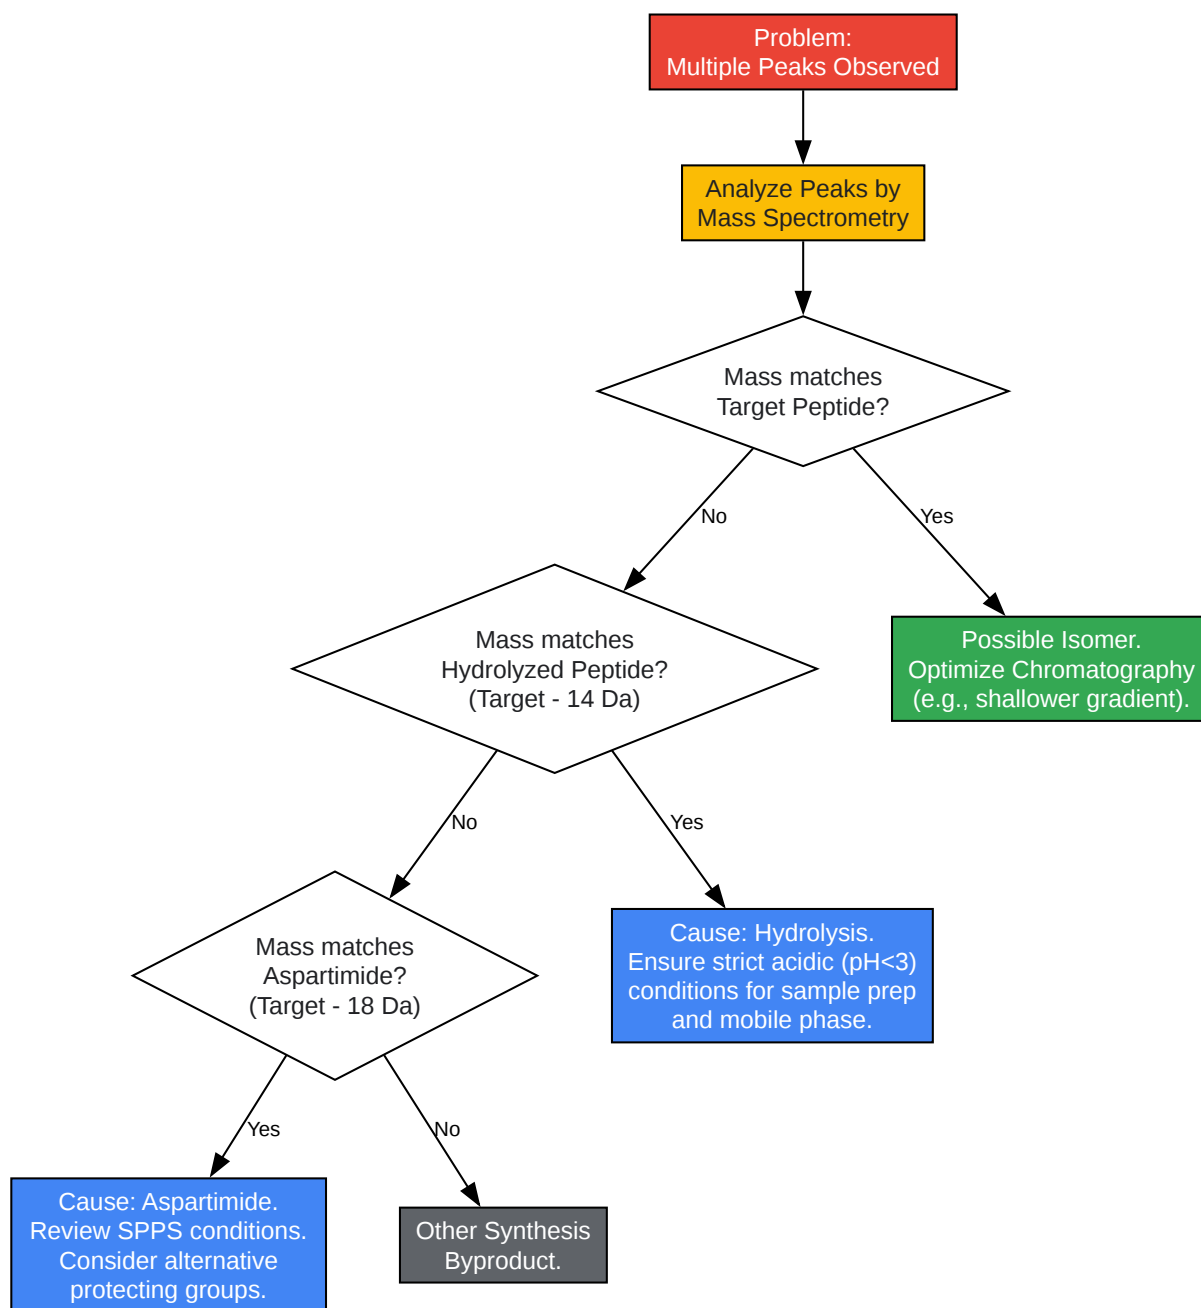 Problem:
Multiple Peaks Observed
Analyze Peaks by
Mass Spectrometry
Mass matches
Target Peptide?
No
Yes
Mass matches
Hydrolyzed Peptide?
(Target - 14 Da)
Possible Isomer.
Optimize Chromatography
(e.g., shallower gradient).
No
Yes
Mass matches
Aspartimide?
(Target - 18 Da)
Cause: Hydrolysis.
Ensure strict acidic (pH<3)
conditions for sample prep
and mobile phase.
Yes
No
Cause: Aspartimide.
Review SPPS conditions.
Consider alternative
protecting groups.
Other Synthesis
Byproduct.